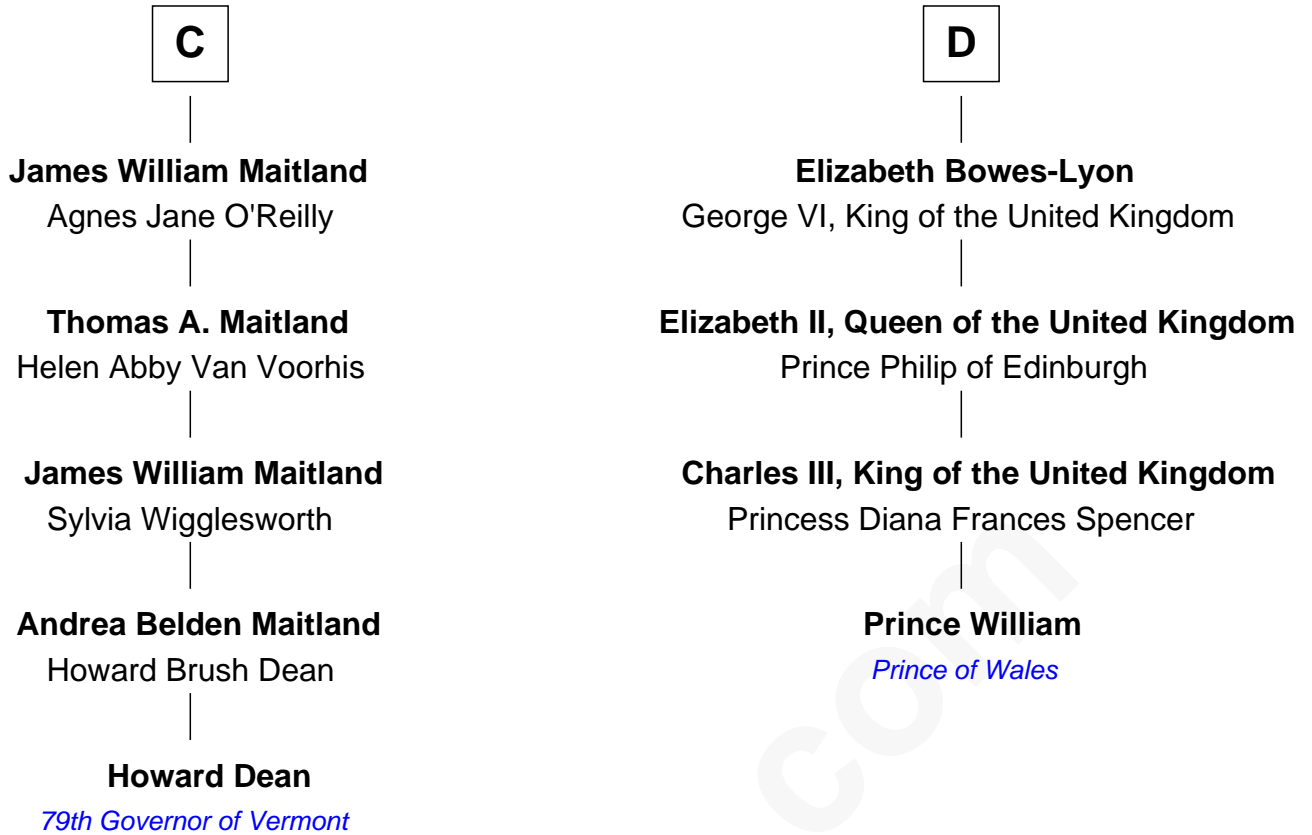 C
James William Maitland
Agnes Jane O'Reilly
Thomas A. Maitland
Helen Abby Van Voorhis
James William Maitland
Sylvia Wigglesworth
Andrea Belden Maitland
Howard Brush Dean
Howard Dean
79th Governor of Vermont
D
Elizabeth Bowes-Lyon
George VI, King of the United Kingdom
Elizabeth II, Queen of the United Kingdom
Prince Philip of Edinburgh
Charles III, King of the United Kingdom
Princess Diana Frances Spencer
Prince William
Prince of Wales
com